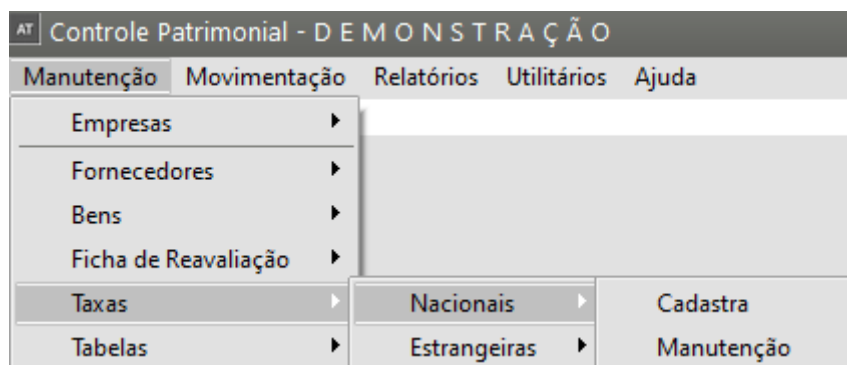 AT Controle Patrimonial - D E M O N S T R A Ç Ã O
Manutenção Movimentação Relatórios Utilitários Ajuda
Empresas
Fornecedores
Bens
Ficha de Reavaliação
Taxas Nacionais Cadastra
Tabelas Estrangeiras Manutenção